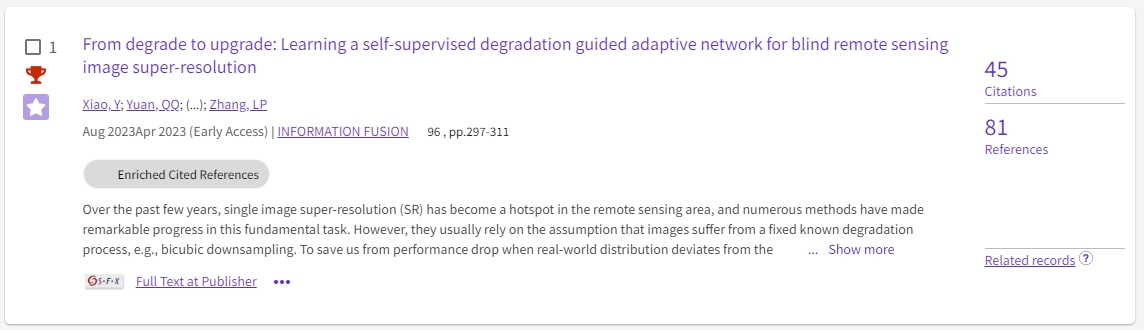 1
From degrade to upgrade: Learning a self-supervised degradation guided adaptive network for blind remote sensing
image super-resolution
Xiao, Y; Yuan, QQ; (...); Zhang, LP
Aug 2023Apr 2023 (Early Access) | INFORMATION FUSION 96 , pp.297-311
Enriched Cited References
Over the past few years, single image super-resolution (SR) has become a hotspot in the remote sensing area, and numerous methods have made
remarkable progress in this fundamental task. However, they usually rely on the assumption that images suffer from a fixed known degradation
process, e.g., bicubic downsampling. To save us from performance drop when real-world distribution deviates from the ... Show more
S·F·X Full Text at Publisher •••
45
Citations
81
References
Related records ?